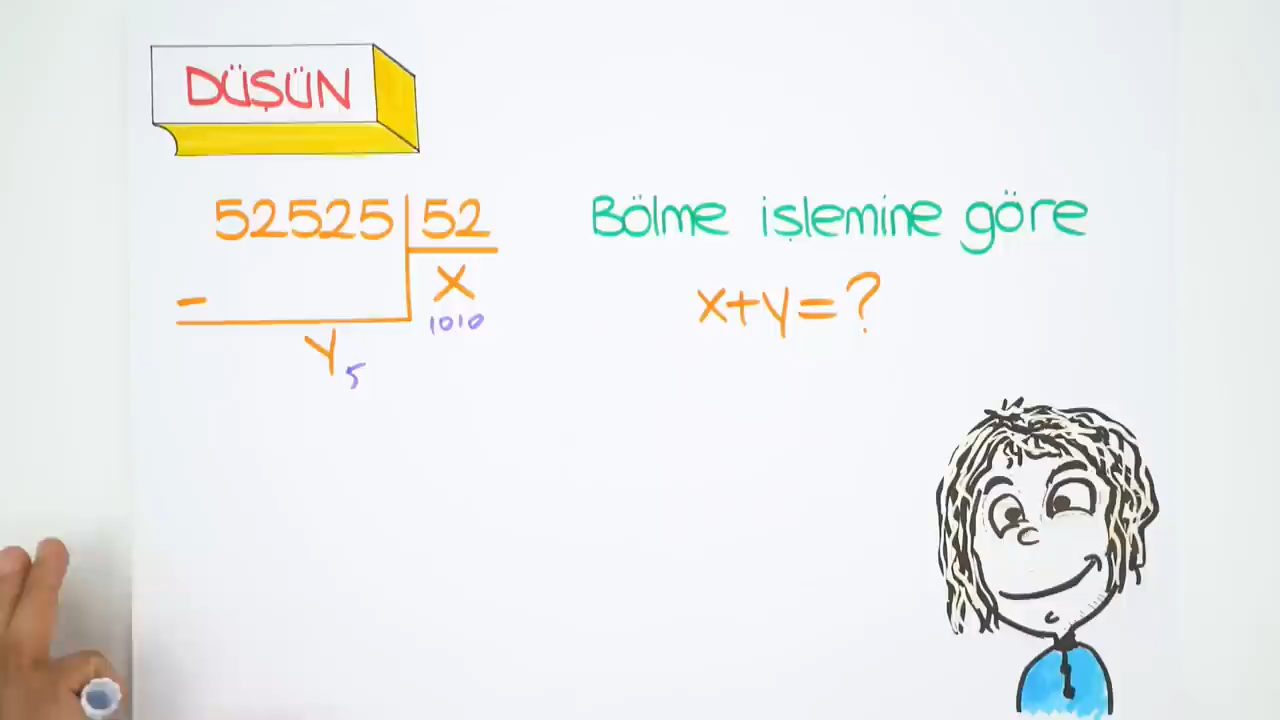 DÜŞÜN
52525 52
x
1010
-
y
5
Bölme işlemine göre
x+y=?